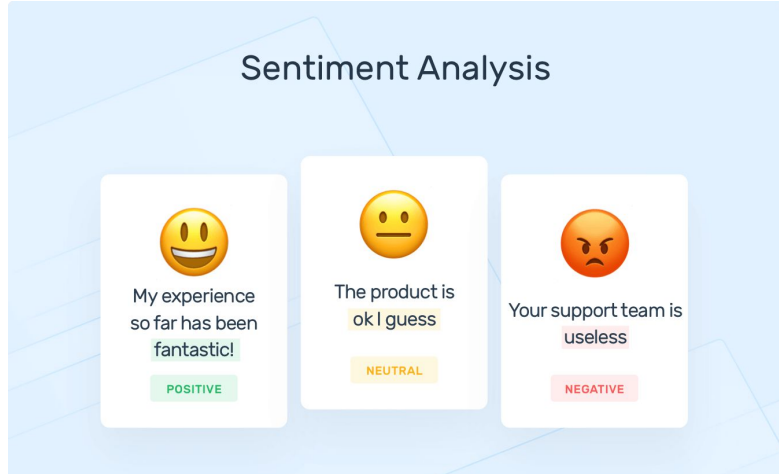 Sentiment Analysis
My experience
so far has been
fantastic!
POSITIVE
The product is
ok I guess
NEUTRAL
Your support team is
useless
NEGATIVE